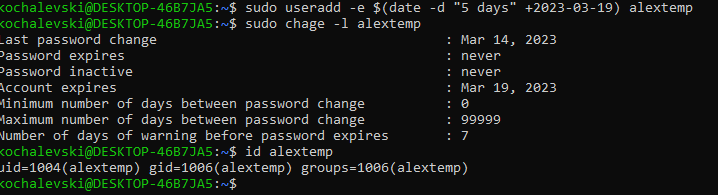 kochalevski@DESKTOP-46B7JA5:~$ sudo useradd -e $(date -d "5 days" +2023-03-19) alextemp
kochalevski@DESKTOP-46B7JA5:~$ sudo chage -l alextemp
Last password change : Mar 14, 2023
Password expires : never
Password inactive : never
Account expires : Mar 19, 2023
Minimum number of days between password change : 0
Maximum number of days between password change : 99999
Number of days of warning before password expires : 7
kochalevski@DESKTOP-46B7JA5:~$ id alextemp
uid=1004(alextemp) gid=1006(alextemp) groups=1006(alextemp)
kochalevski@DESKTOP-46B7JA5:~$